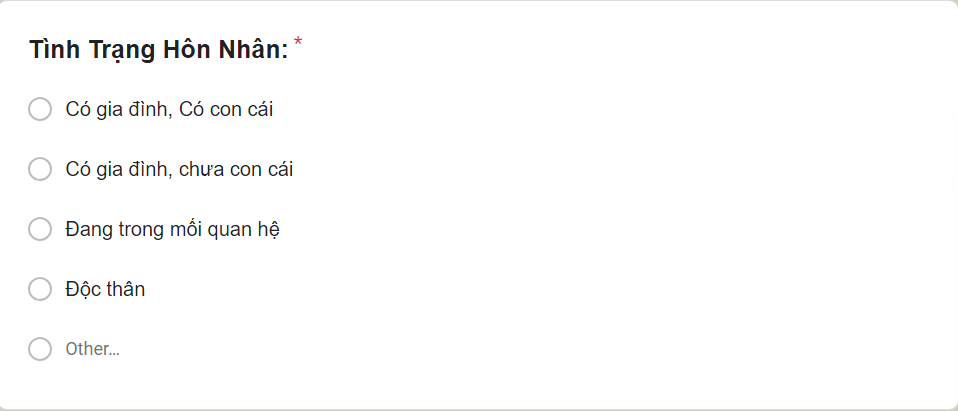 Tình Trạng Hôn Nhân: *
Có gia đình, Có con cái
Có gia đình, chưa con cái
Đang trong mối quan hệ
Độc thân
Other...